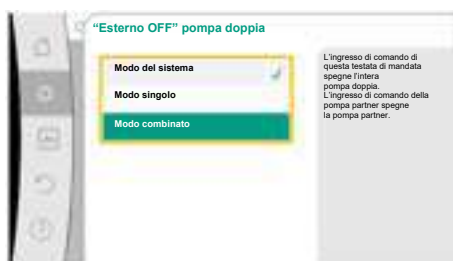 “Esterno OFF” pompa doppia
Modo del sistema
Modo singolo
Modo combinato
L'ingresso di comando di
questa testata di mandata
spegne l'intera
pompa doppia.
L'ingresso di comando della
pompa partner spegne
la pompa partner.